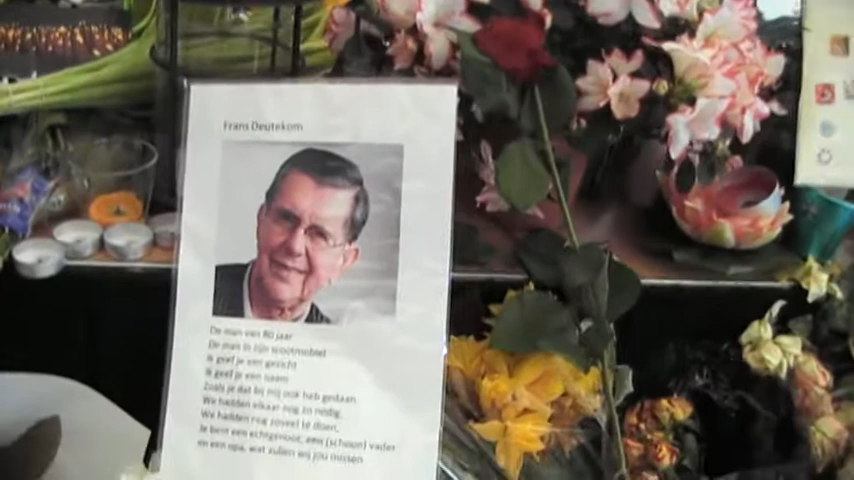 Frans Deutekom
De man van 80 jaar
De man in zijn scootmobiel
Ik geef je een gezicht
Ik geef je een naam
Zoals je dat bij mij ook hab gedaan.
We hadden elkaar nog zo nodig.
We hadden nog zoveel te doen,
Je bent een echtgenoot, een (schoon) vader
en een opa, wat zullen wij jou missen